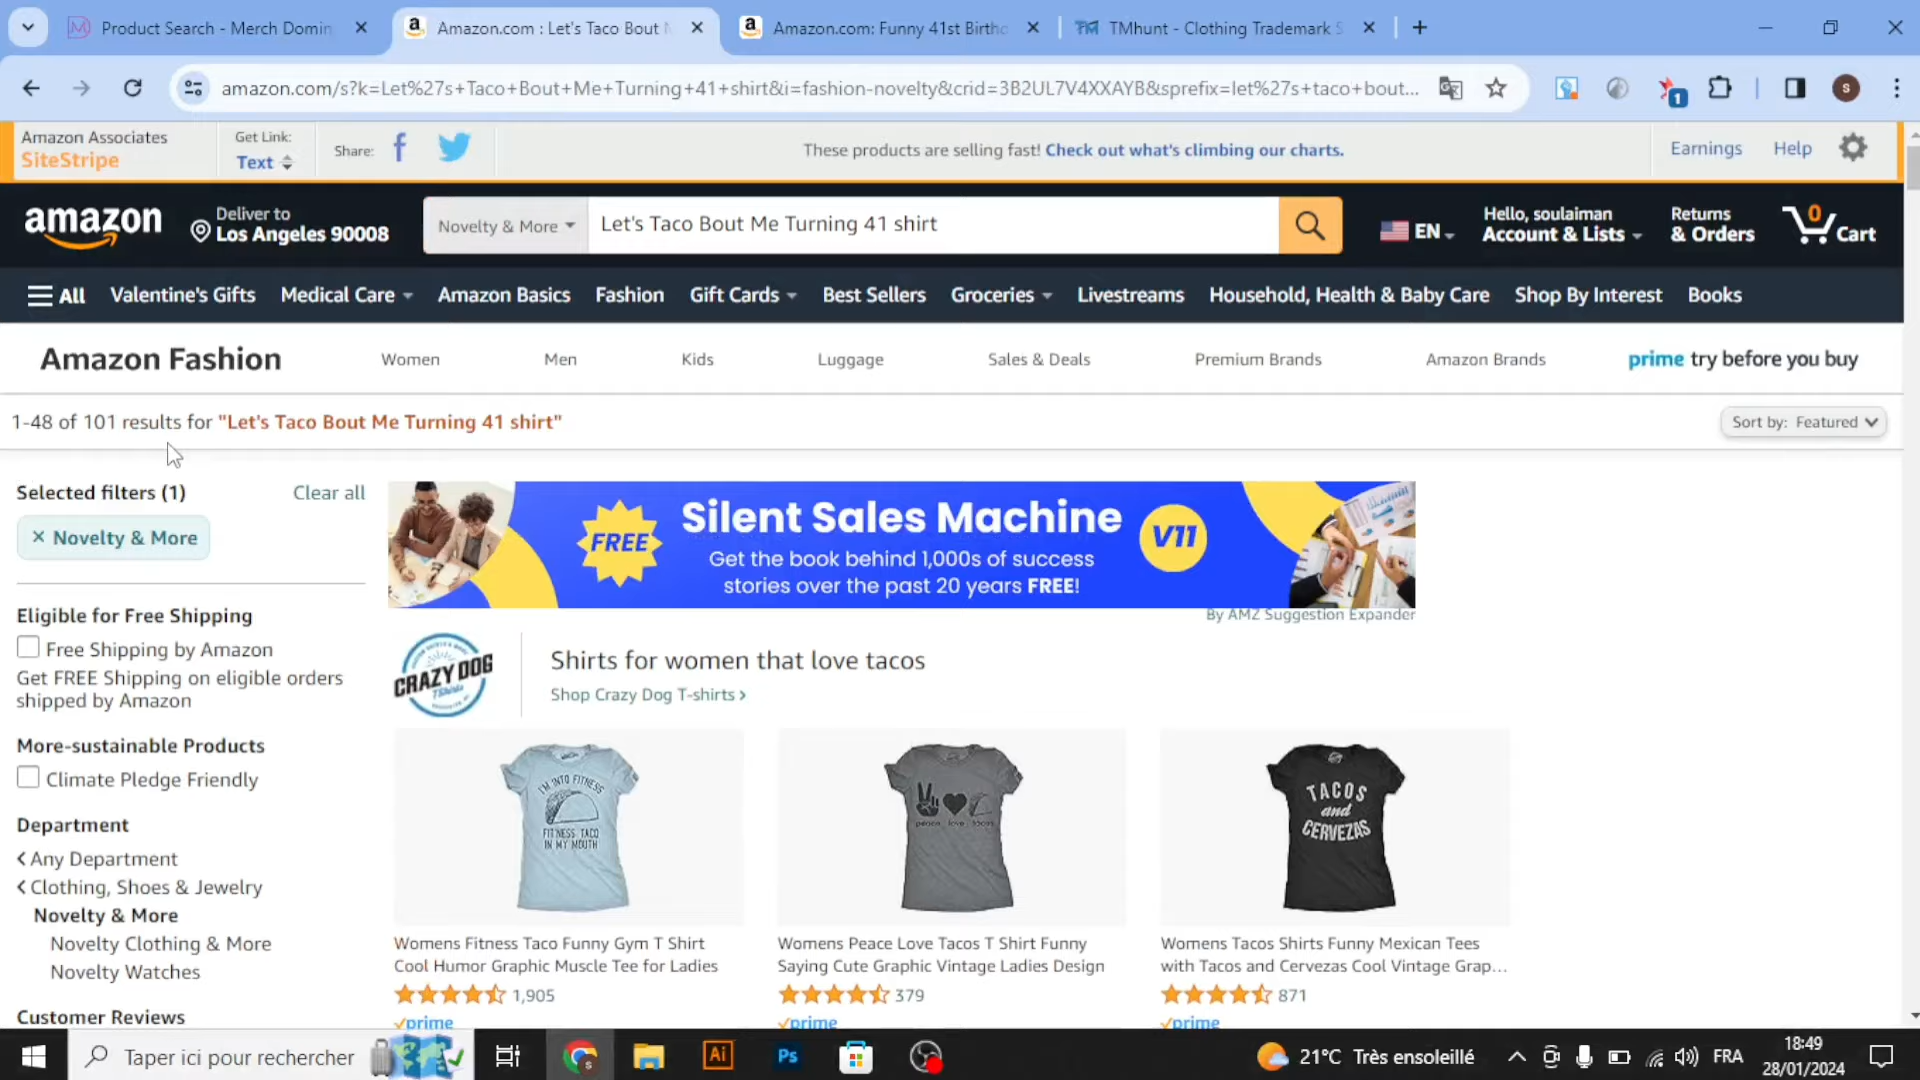 Product Search - Merch Domin
Amazon.com : Let's Taco Bout M
Amazon.com: Funny 41st Birthd
TMhunt - Clothing Trademark S
amazon.com/s?k=Let%27s+Taco+Bout+Me+Turning+41+shirt&i=fashion-novelty&crid=3B2UL7V4XXAYB&sprefix=let%27s+taco+bout...
1
s
Amazon Associates
SiteStripe
Get Link:
Text
Share:
These products are selling fast! Check out what's climbing our charts.
Earnings
Help
amazon
Deliver to
Los Angeles 90008
Novelty & More
Let's Taco Bout Me Turning 41 shirt
EN
Hello, soulaiman
Account & Lists
Returns
& Orders
0
Cart
All
Valentine's Gifts
Medical Care
Amazon Basics
Fashion
Gift Cards
Best Sellers
Groceries
Livestreams
Household, Health & Baby Care
Shop By Interest
Books
Amazon Fashion
Women
Men
Kids
Luggage
Sales & Deals
Premium Brands
Amazon Brands
prime try before you buy
1-48 of 101 results for "Let's Taco Bout Me Turning 41 shirt"
Sort by: Featured
Selected filters (1)
Clear all
Novelty & More
FREE
Silent Sales Machine
Get the book behind 1,000s of success
stories over the past 20 years FREE!
V11
By AMZ Suggestion Expander
Eligible for Free Shipping
Free Shipping by Amazon
Get FREE Shipping on eligible orders
shipped by Amazon
More-sustainable Products
Climate Pledge Friendly
Department
Any Department
Clothing, Shoes & Jewelry
Novelty & More
Novelty Clothing & More
Novelty Watches
Customer Reviews
CRAZY DOG
Shirts for women that love tacos
Shop Crazy Dog T-shirts
I'M INTO FITNESS
FITNESS TACO
IN MY MOUTH
peace love tacos
TACOS
and
CERVEZAS
Womens Fitness Taco Funny Gym T Shirt
Cool Humor Graphic Muscle Tee for Ladies
1,905
prime
Womens Peace Love Tacos T Shirt Funny
Saying Cute Graphic Vintage Ladies Design
379
prime
Womens Tacos Shirts Funny Mexican Tees
with Tacos and Cervezas Cool Vintage Grap...
871
prime
Taper ici pour rechercher
Ai
Ps
21°C Très ensoleillé
FRA
18:49
28/01/2024